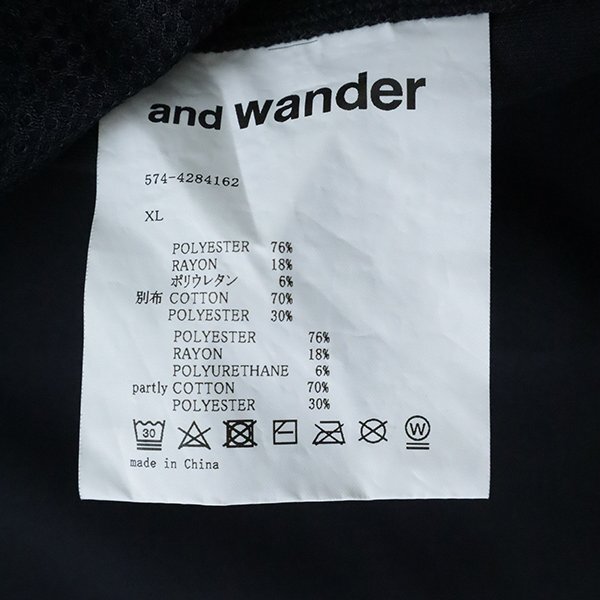 and wander
574-4284162
XL
POLYESTER 76%
RAYON 18%
ポリウレタン 6%
別布 COTTON 70%
POLYESTER 30%
POLYESTER 76%
RAYON 18%
POLYURETHANE 6%
partly COTTON 70%
POLYESTER 30%
30 W
made in China